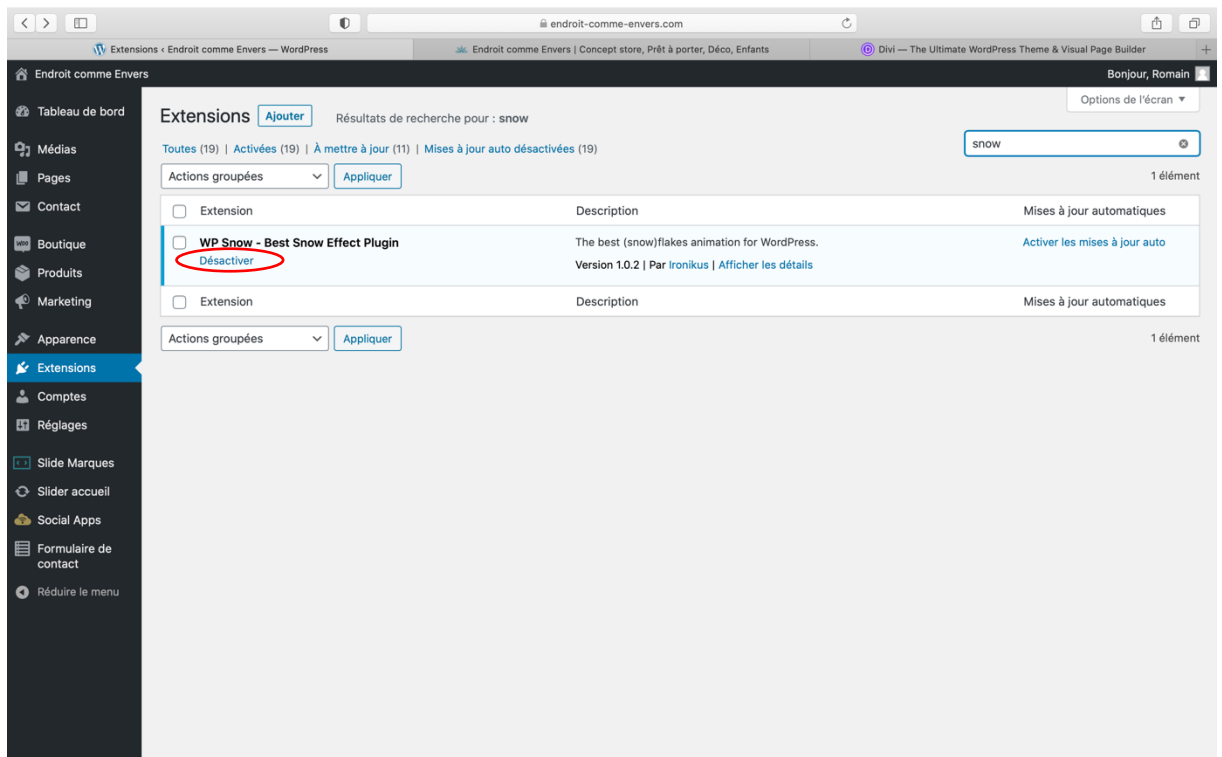 endroit-comme-envers.com
Extensions ‹ Endroit comme Envers — WordPress
Endroit comme Envers | Concept store, Prêt à porter, Déco, Enfants
Divi — The Ultimate WordPress Theme & Visual Page Builder
Endroit comme Envers
Bonjour, Romain
Options de l'écran ▼
Tableau de bord
Médias
Pages
Contact
Boutique
Produits
Marketing
Apparence
Extensions
Comptes
Réglages
Slide Marques
Slider accueil
Social Apps
Formulaire de
contact
Réduire le menu
Extensions Ajouter Résultats de recherche pour : snow
Toutes (19) | Activées (19) | À mettre à jour (11) | Mises à jour auto désactivées (19)
snow
Actions groupées Appliquer 1 élément
Extension Description Mises à jour automatiques
WP Snow - Best Snow Effect Plugin The best (snow)flakes animation for WordPress. Activer les mises à jour auto
Désactiver Version 1.0.2 | Par Ironikus | Afficher les détails
Extension Description Mises à jour automatiques
Actions groupées Appliquer 1 élément